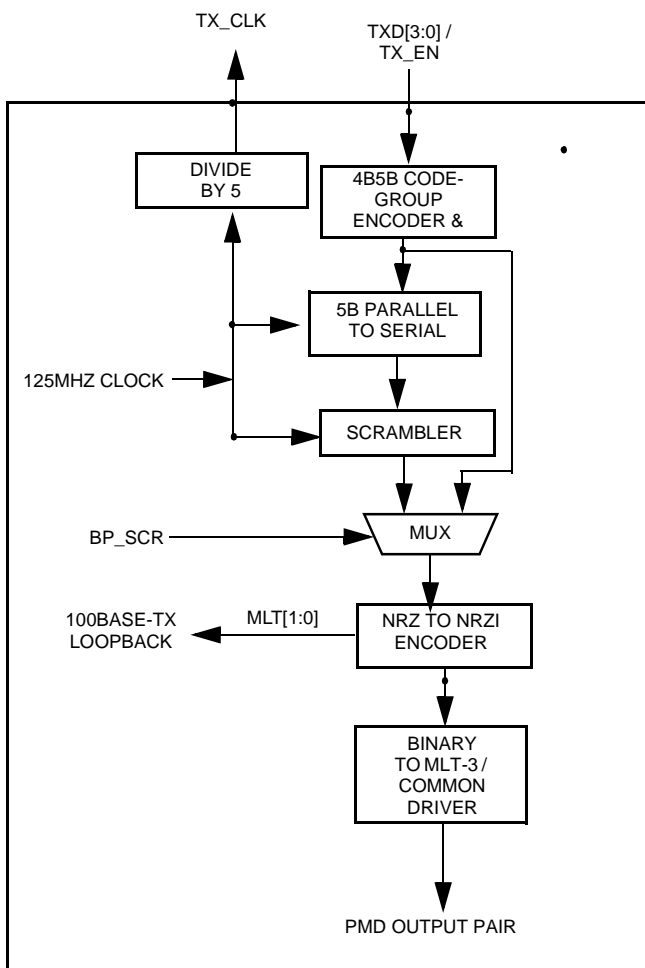 TX_CLK
TXD[3:0] /
TX_EN
DIVIDE
BY 5
4B5B CODE-
GROUP
ENCODER &
5B PARALLEL
TO SERIAL
125MHZ CLOCK
SCRAMBLER
BP_SCR
MUX
100BASE-TX
LOOPBACK
MLT[1:0]
NRZ TO NRZI
ENCODER
BINARY
TO MLT-3 /
COMMON
DRIVER
PMD OUTPUT PAIR